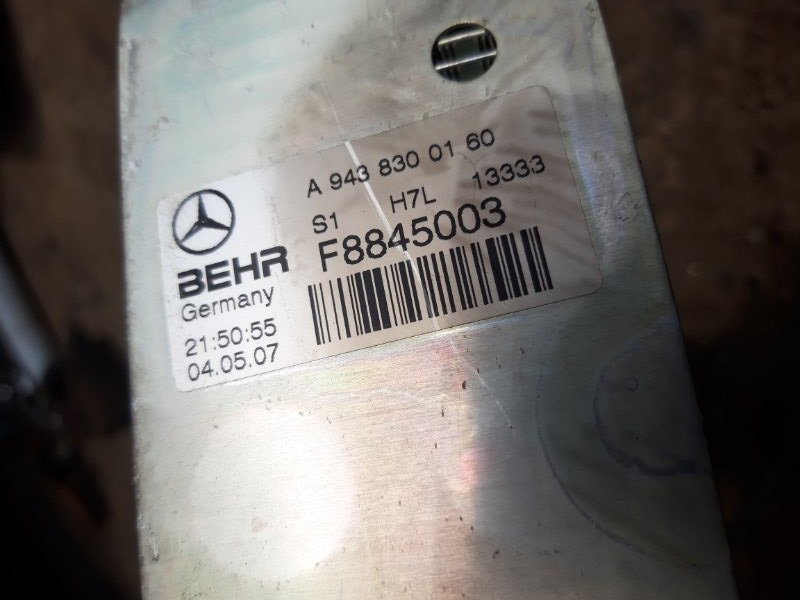 A 943 830 01 60
S1 H7L 13333
F8845003
BEHR
Germany
21:50:55
04.05.07